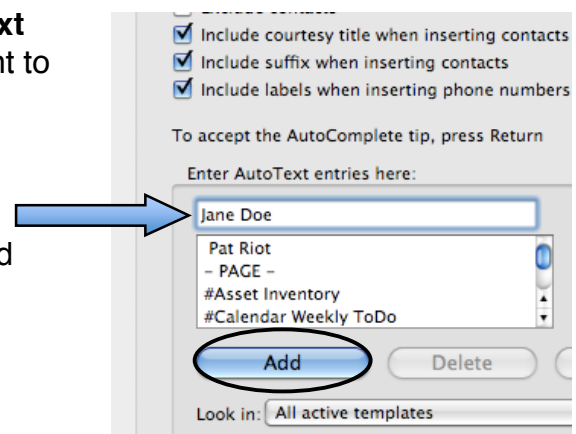 xt
nt to
d
Include contacts
Include courtesy title when inserting contacts
Include suffix when inserting contacts
Include labels when inserting phone numbers
To accept the AutoComplete tip, press Return
Enter AutoText entries here:
Jane Doe
Pat Riot
– PAGE –
#Asset Inventory
#Calendar Weekly ToDo
Add Delete
Look in: All active templates